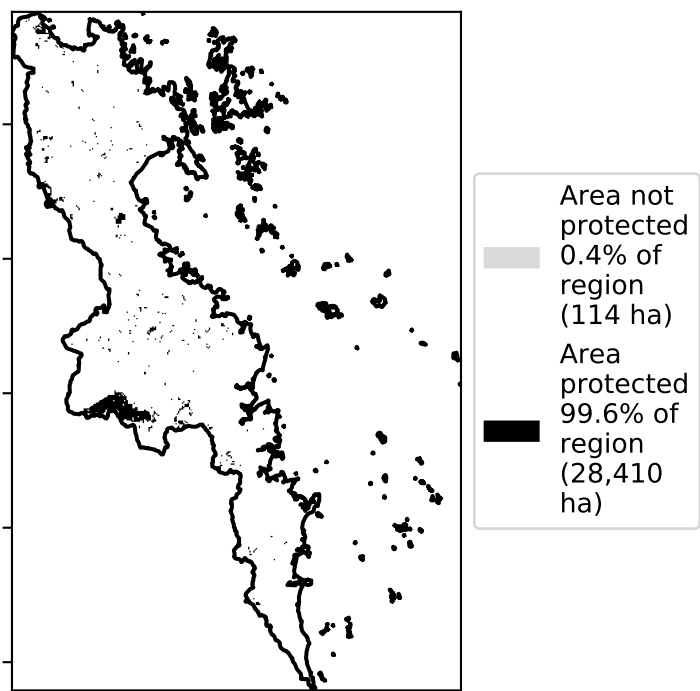 Area not
protected
0.4% of
region
(114 ha)
Area
protected
99.6% of
region
(28,410
ha)